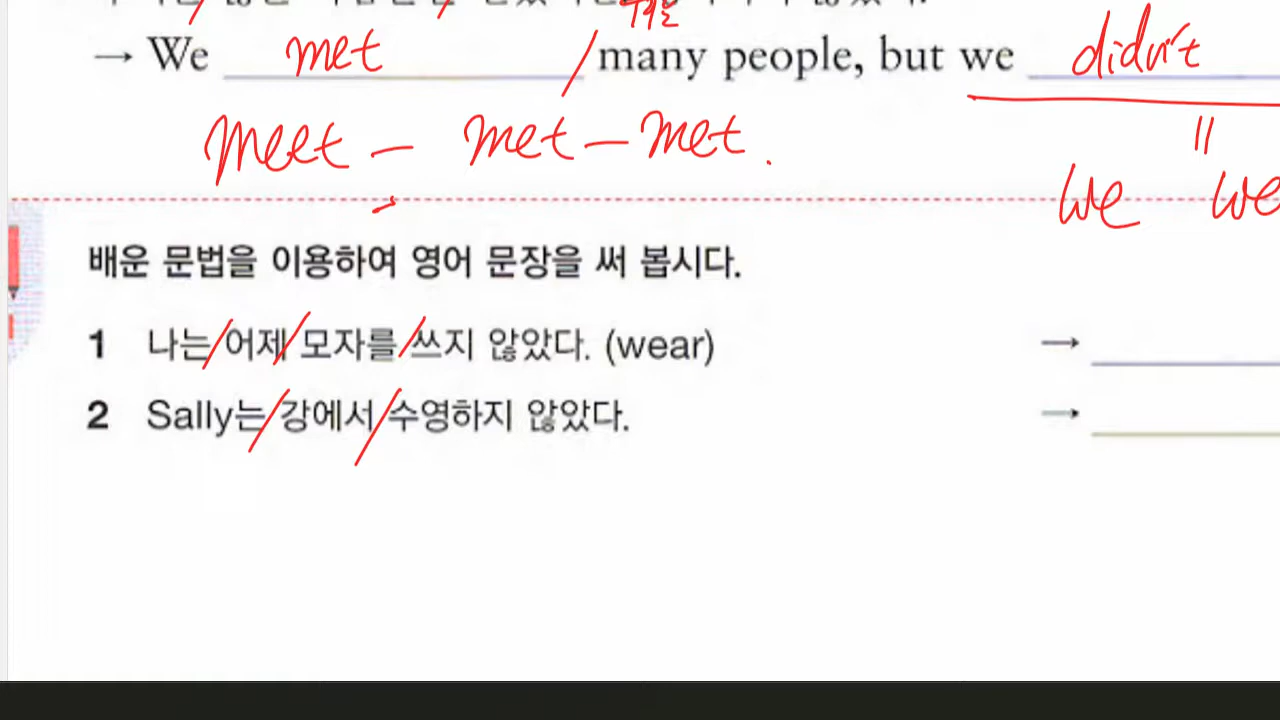 → We met / many people, but we didn't
meet - met - met.
we we
배운 문법을 이용하여 영어 문장을 써 봅시다.
1 나는/어제/모자를/쓰지 않았다. (wear) →
2 Sally는/강에서/수영하지 않았다. →